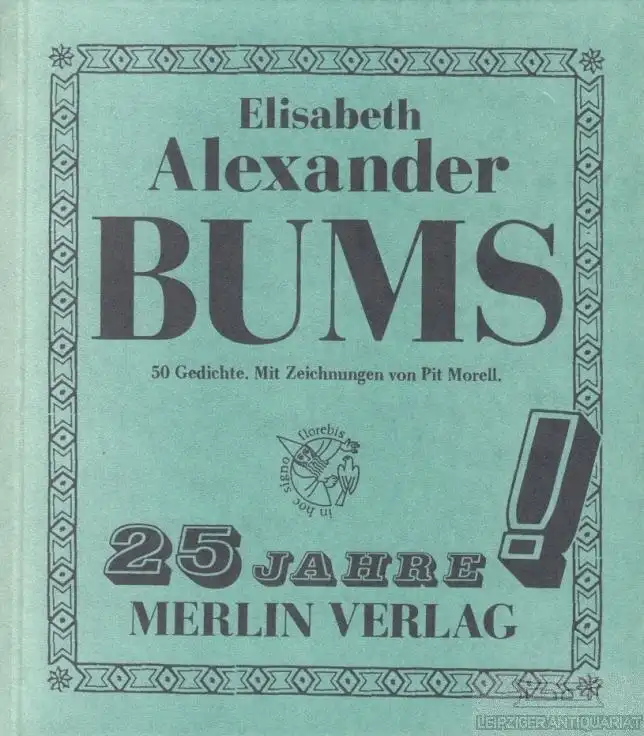 Elisabeth
Alexander
BUMS
50 Gedichte. Mit Zeichnungen von Pit Morell.
in hoc signo florebis
25 JAHRE!
MERLIN VERLAG
LEIPZIGER ANTIQUARIAT